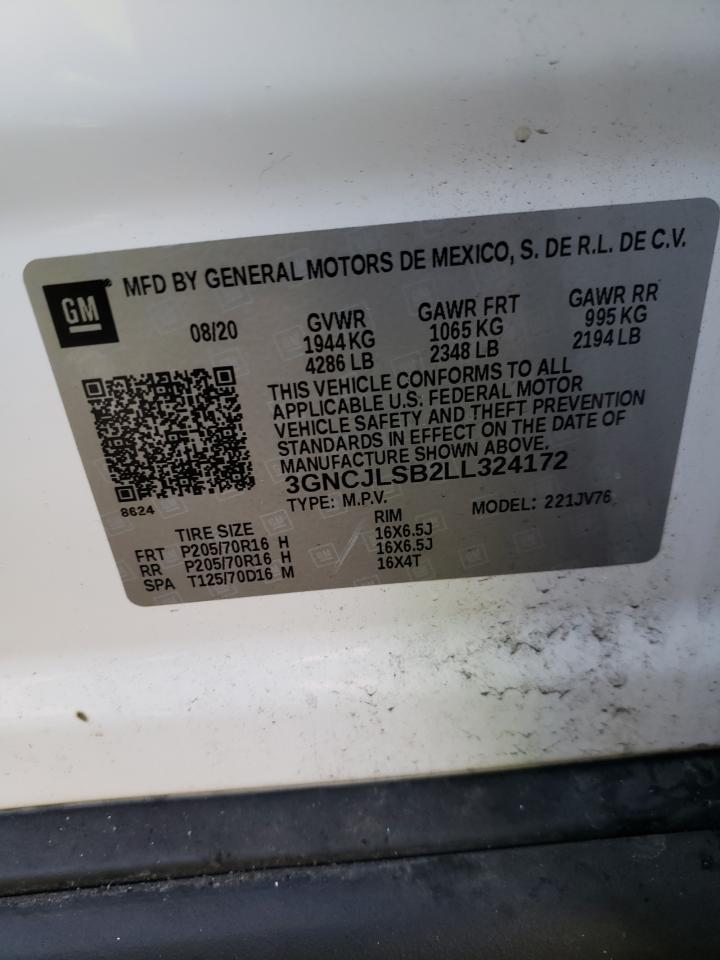 GM
MFD BY GENERAL MOTORS DE MEXICO, S. DE R.L. DE C.V.
08/20 GVWR GAWR FRT GAWR RR
1944 KG 1065 KG 995 KG
4286 LB 2348 LB 2194 LB
THIS VEHICLE CONFORMS TO ALL
APPLICABLE U.S. FEDERAL MOTOR
VEHICLE SAFETY AND THEFT PREVENTION
STANDARDS IN EFFECT ON THE DATE OF
MANUFACTURE SHOWN ABOVE.
3GNCJLSB2LL324172
8624
TYPE: M.P.V. MODEL: 221JV76
TIRE SIZE RIM
FRT P205/70R16 H 16X6.5J
RR P205/70R16 H 16X6.5J
SPA T125/70D16 M 16X4T